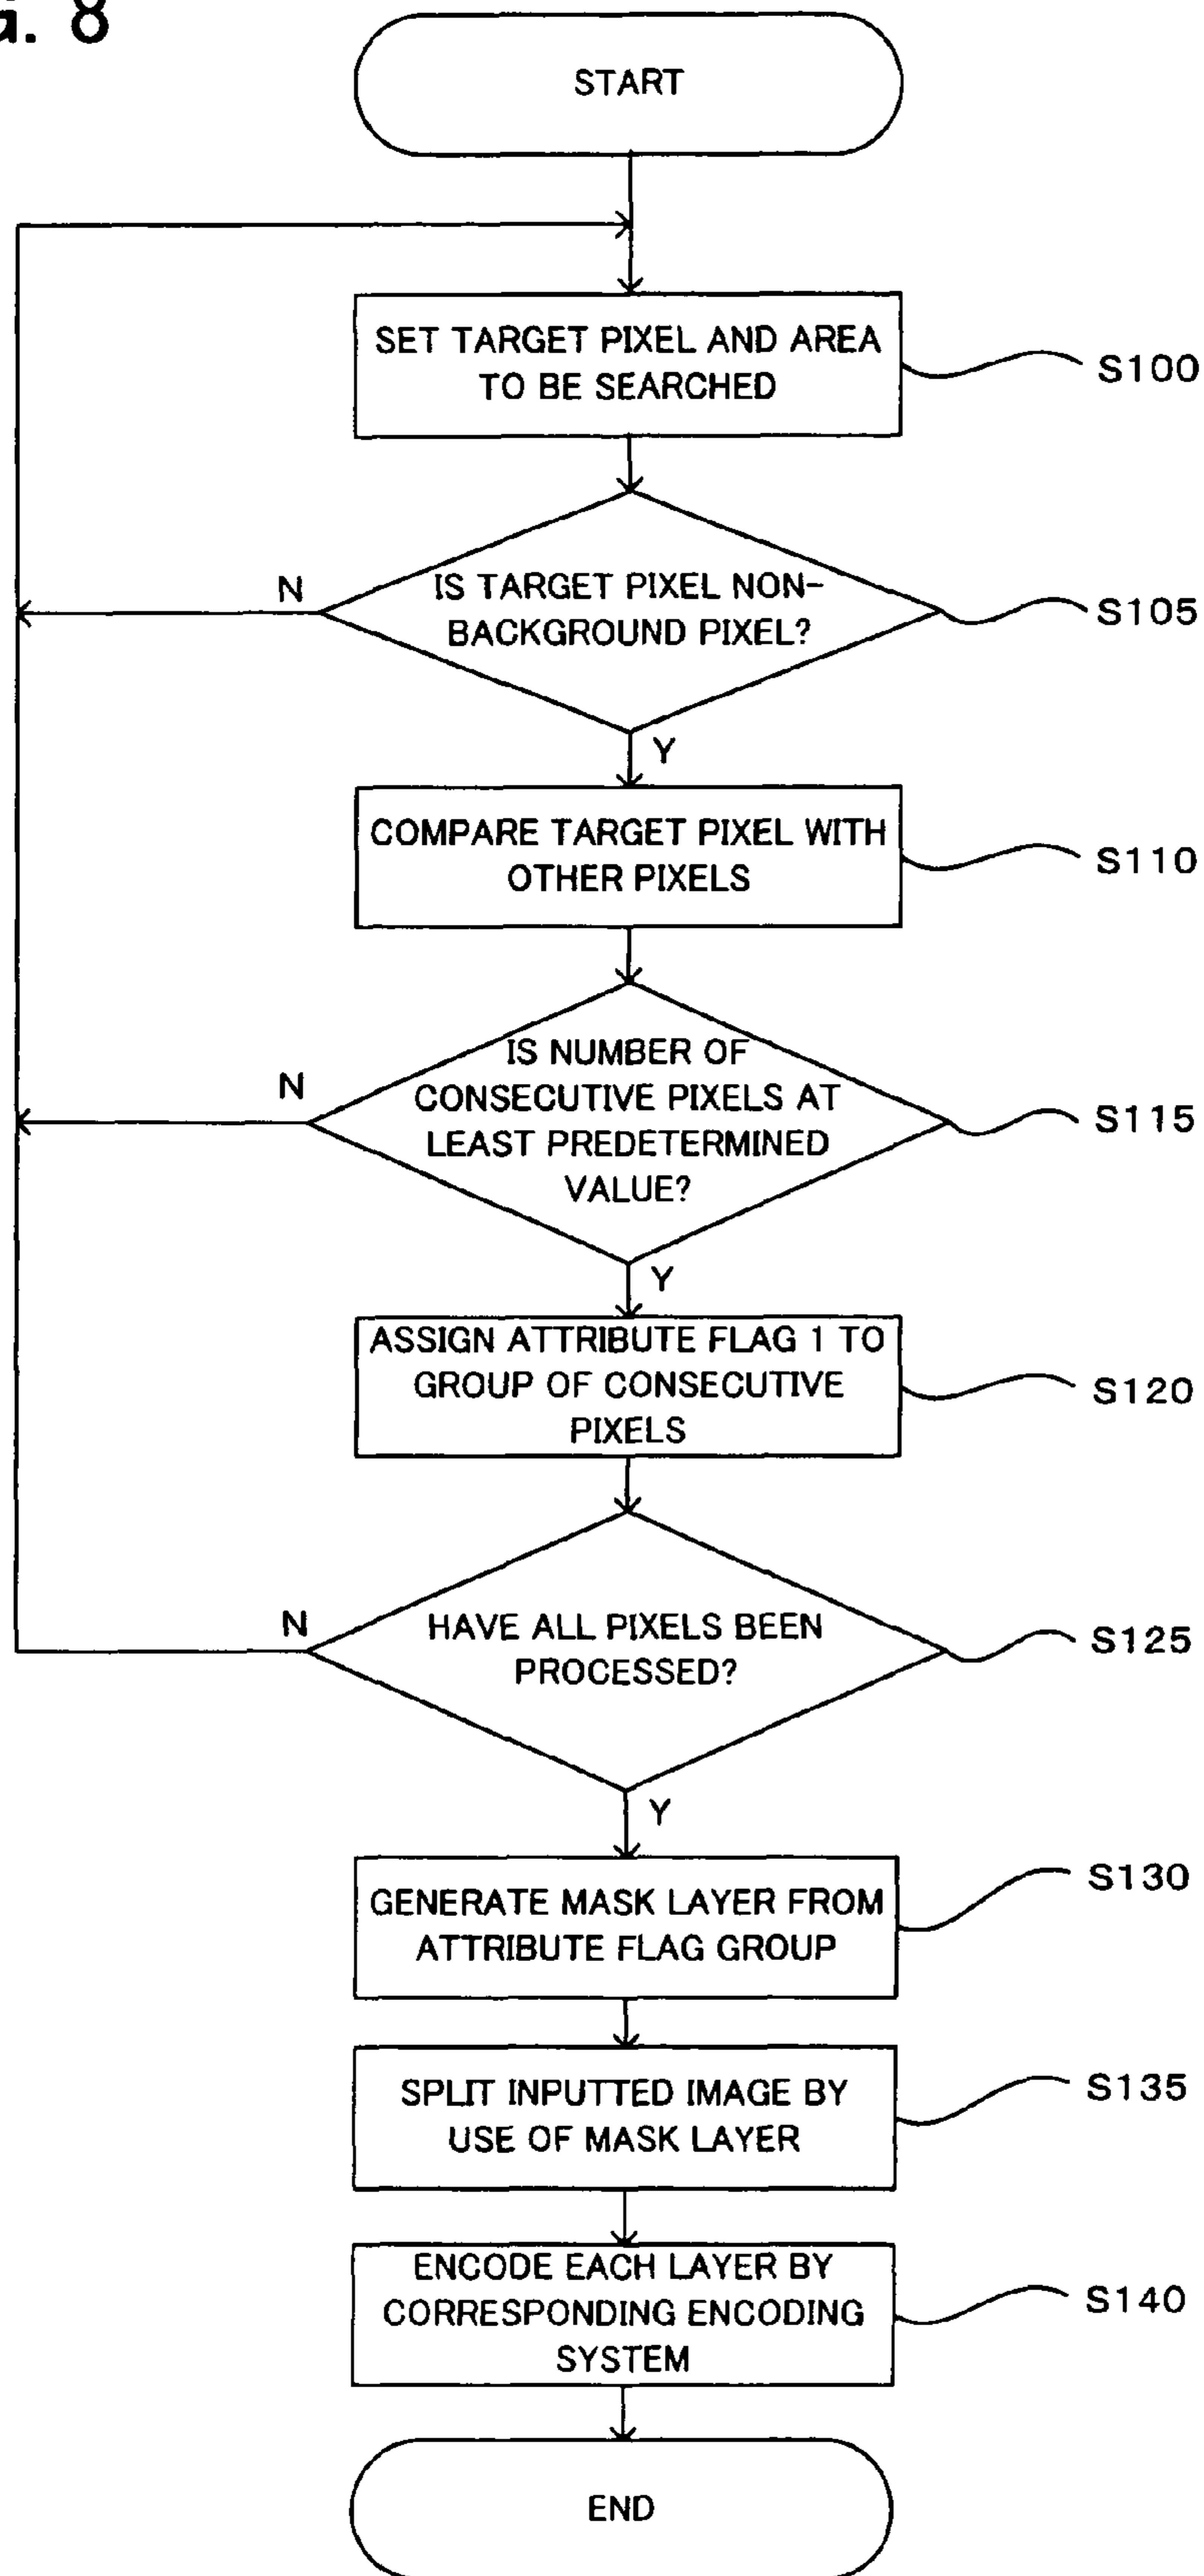 G. 8
START
SET TARGET PIXEL AND AREA
TO BE SEARCHED
S100
N
IS TARGET PIXEL NON-
BACKGROUND PIXEL?
S105
Y
COMPARE TARGET PIXEL WITH
OTHER PIXELS
S110
N
IS NUMBER OF
CONSECUTIVE PIXELS AT
LEAST PREDETERMINED
VALUE?
S115
Y
ASSIGN ATTRIBUTE FLAG 1 TO
GROUP OF CONSECUTIVE
PIXELS
S120
N
HAVE ALL PIXELS BEEN
PROCESSED?
S125
Y
GENERATE MASK LAYER FROM
ATTRIBUTE FLAG GROUP
S130
SPLIT INPUTTED IMAGE BY
USE OF MASK LAYER
S135
ENCODE EACH LAYER BY
CORRESPONDING ENCODING
SYSTEM
S140
END